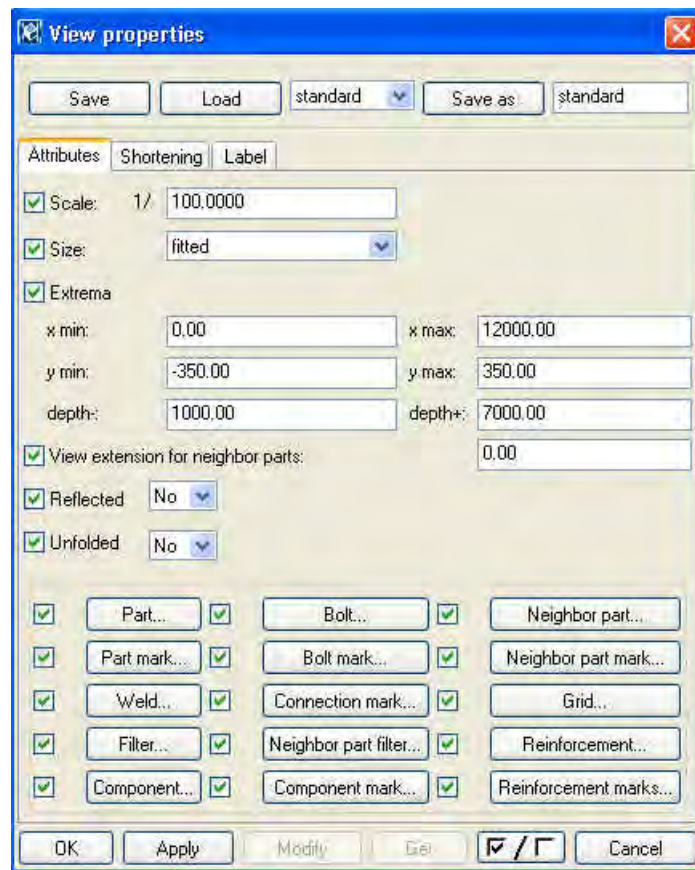 View properties
Save Load standard Save as standard
Attributes Shortening Label
Scale: 1/ 100.0000
Size: fitted
Extrema
x min: 0.00 x max: 12000.00
y min: -350.00 y max: 350.00
depth-: 1000.00 depth+: 7000.00
View extension for neighbor parts: 0.00
Reflected No
Unfolded No
Part... Bolt... Neighbor part...
Part mark... Bolt mark... Neighbor part mark...
Weld... Connection mark... Grid...
Filter... Neighbor part filter... Reinforcement...
Component... Component mark... Reinforcement marks...
OK Apply Modify Get / Cancel